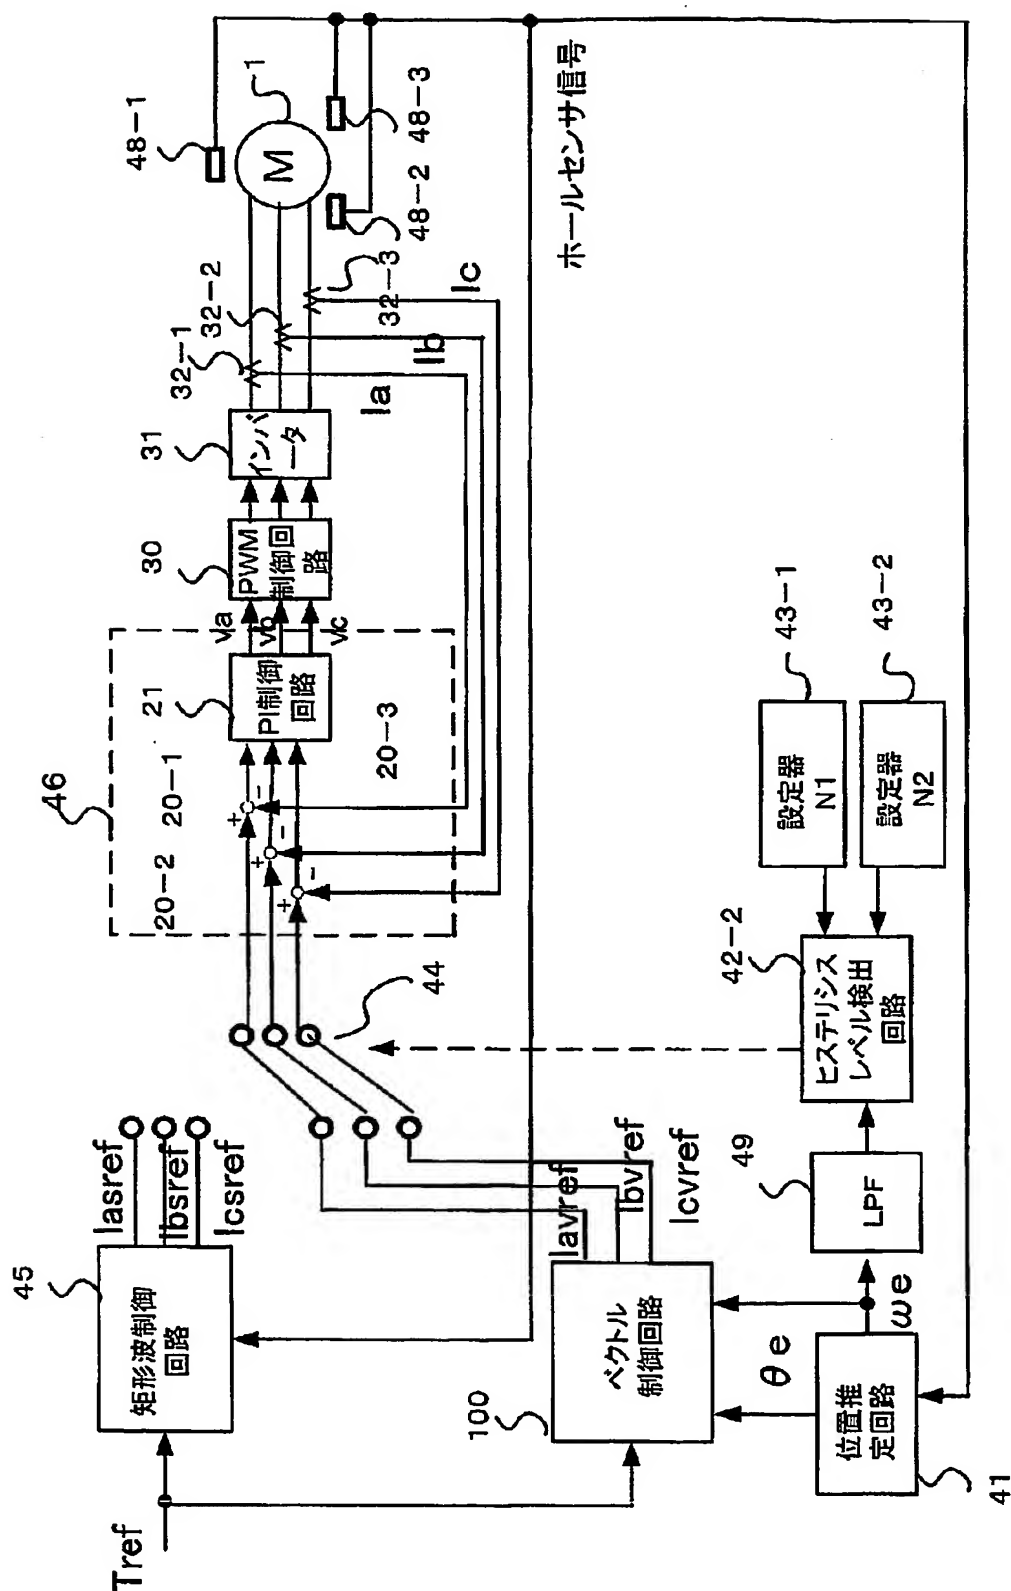 Tref
45
矩形波制御
回路
Iasref
Ibsref
Icsref
100
ベクトル
制御回路
Iavref
Ibvref
Icvref
θe
ωe
41
位置推
定回路
49
LPF
42-2
ヒステリシス
レベル検出
回路
設定器
N1
43-1
設定器
N2
43-2
44
46
20-2
20-1
20-3
+
-
+
-
+
-
21
PI制御
回路
va
vb
vc
30
PWM
制御回
路
31
インバ
ータ
32-1
32-2
32-3
Ia
Ib
Ic
M
1
48-1
48-2
48-3
ホールセンサ信号